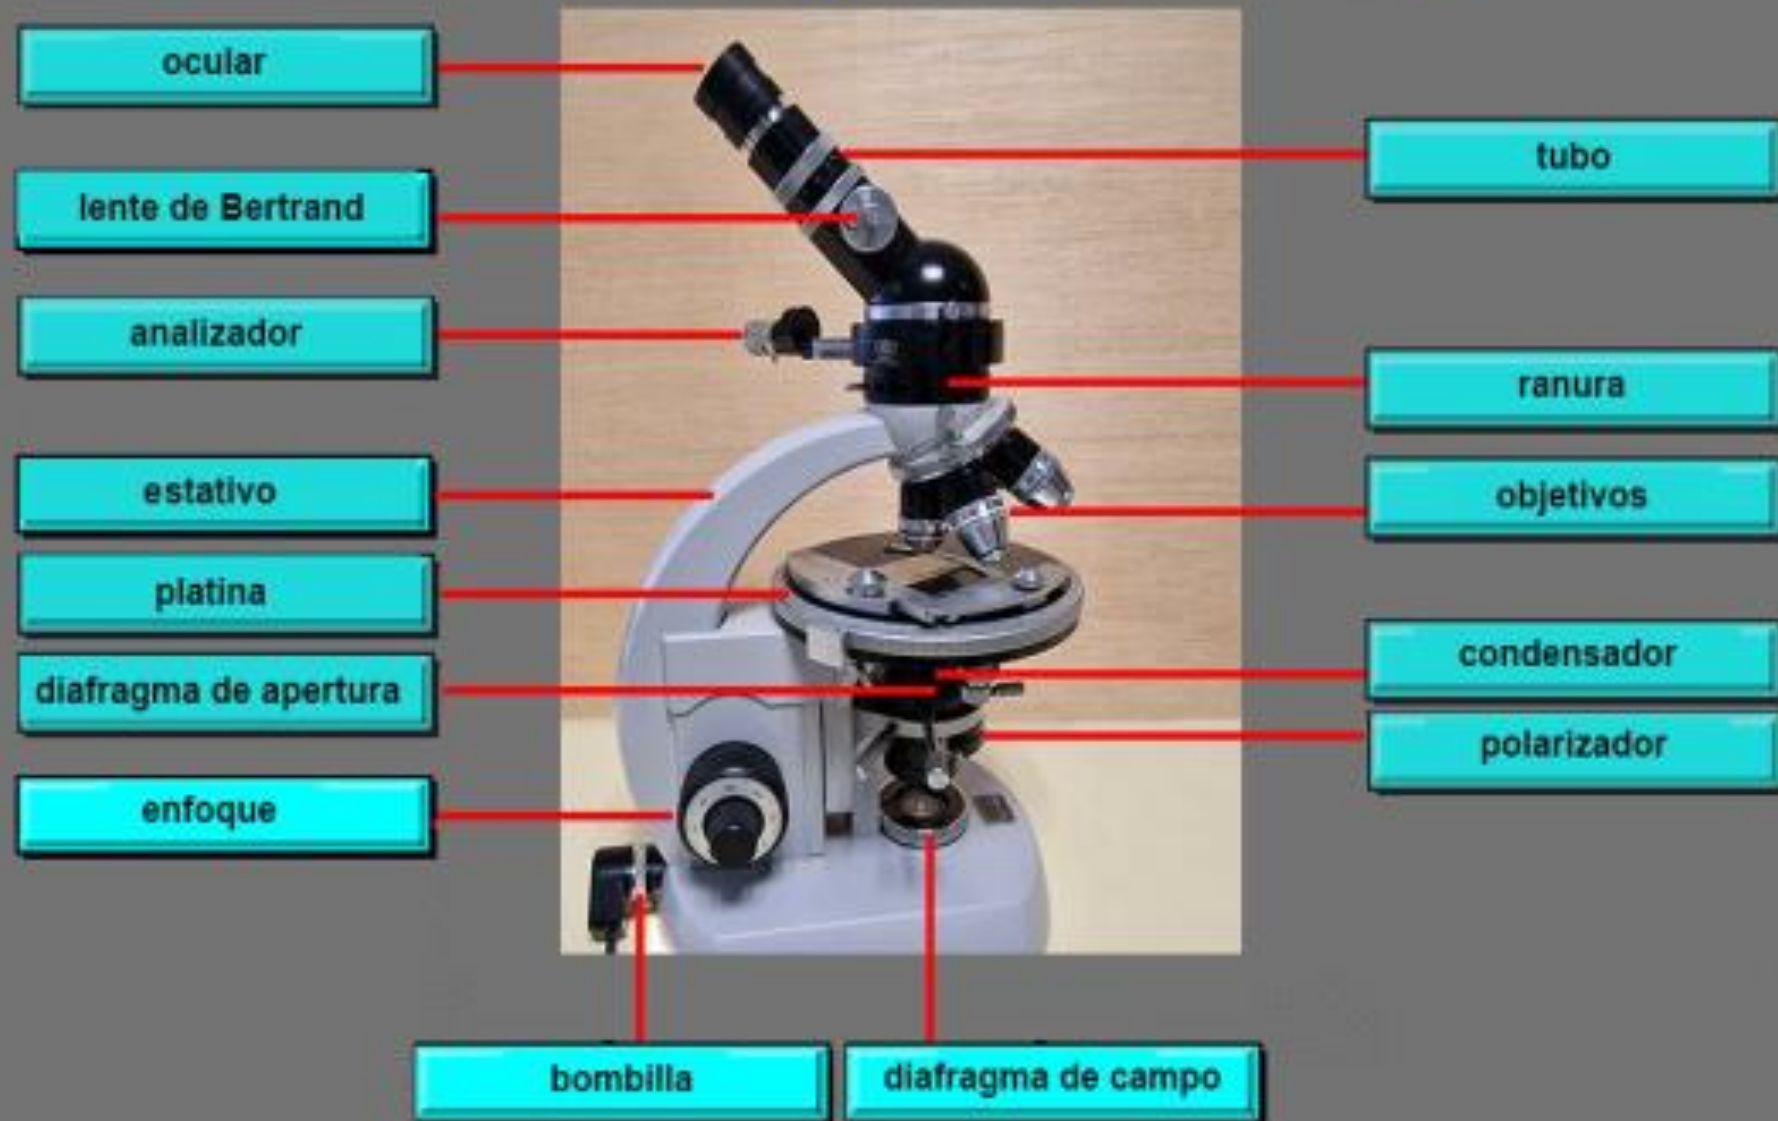 ocular
tubo
lente de Bertrand
analizador
ranura
estativo
objetivos
platina
condensador
diafragma de apertura
polarizador
enfoque
bombilla
diafragma de campo